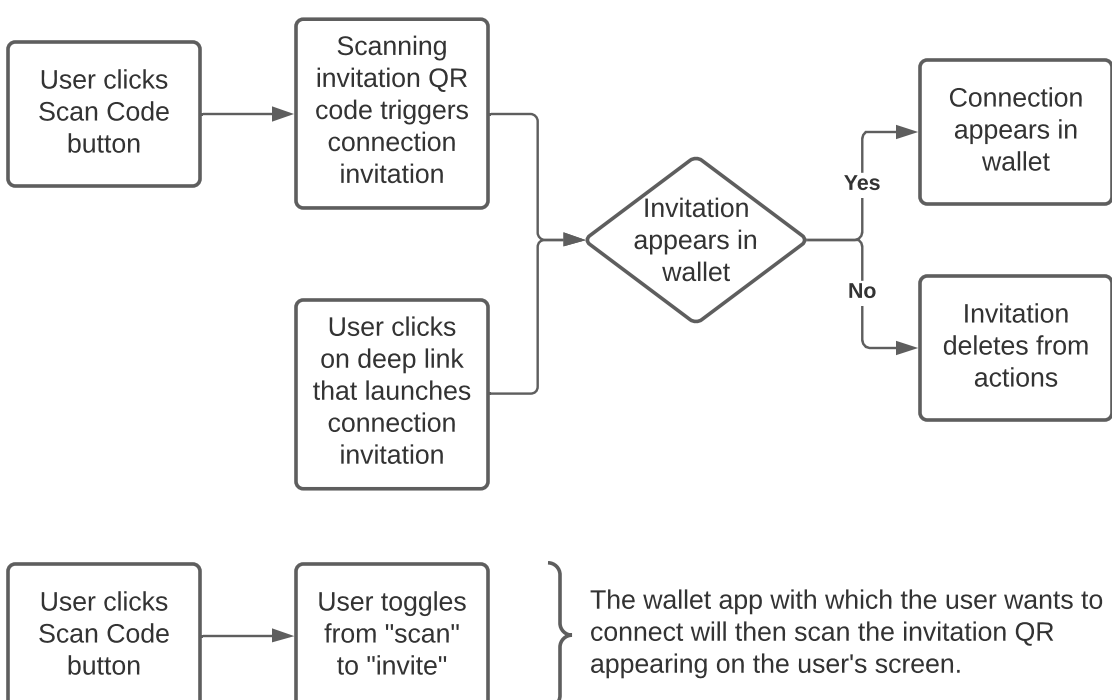 User clicks
Scan Code
button
Scanning
invitation QR
code triggers
connection
invitation
User clicks
on deep link
that launches
connection
invitation
Invitation
appears in
wallet
Yes
No
Connection
appears in
wallet
Invitation
deletes from
actions
User clicks
Scan Code
button
User toggles
from "scan"
to "invite"
The wallet app with which the user wants to
connect will then scan the invitation QR
appearing on the user's screen.